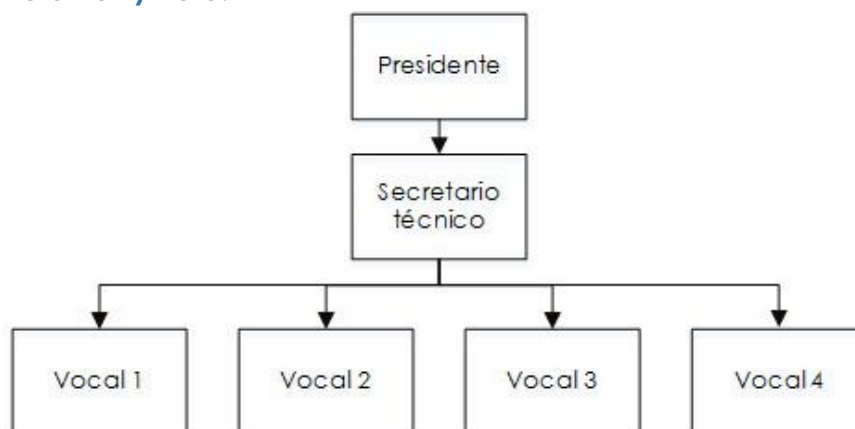 Presidente
Secretario
técnico
Vocal 1
Vocal 2
Vocal 3
Vocal 4